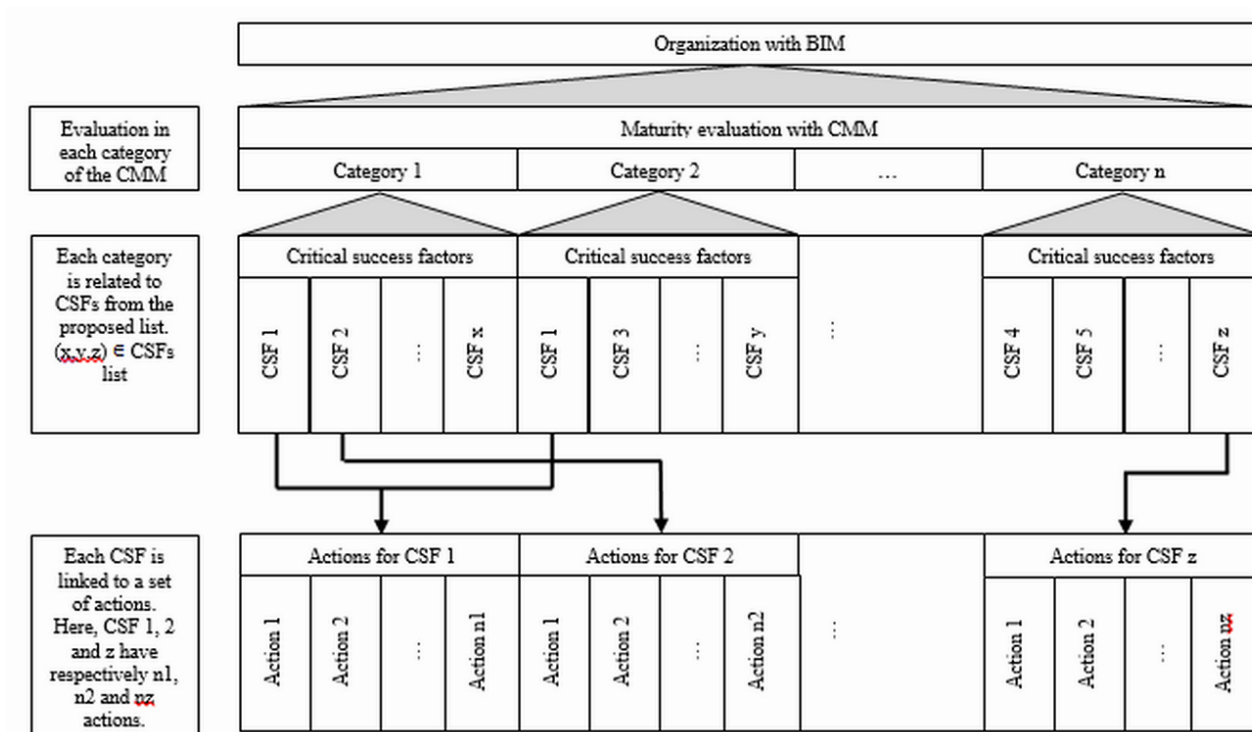 Organization with BIM
Evaluation in
each category
of the CMM
Maturity evaluation with CMM
Category 1
Category 2
...
Category n
Each category
is related to
CSFs from the
proposed list.
(x,y,z) ∈ CSFs
list
Critical success factors
Critical success factors
Critical success factors
CSF 1
CSF 2
...
CSF x
CSF 1
CSF 3
...
CSF y
...
CSF 4
CSF 5
...
CSF z
Each CSF is
linked to a set
of actions.
Here, CSF 1, 2
and z have
respectively n1,
n2 and nz
actions.
Actions for CSF 1
Actions for CSF 2
Actions for CSF z
Action 1
Action 2
...
Action n1
Action 1
Action 2
...
Action n2
...
Action 1
Action 2
...
Action nz